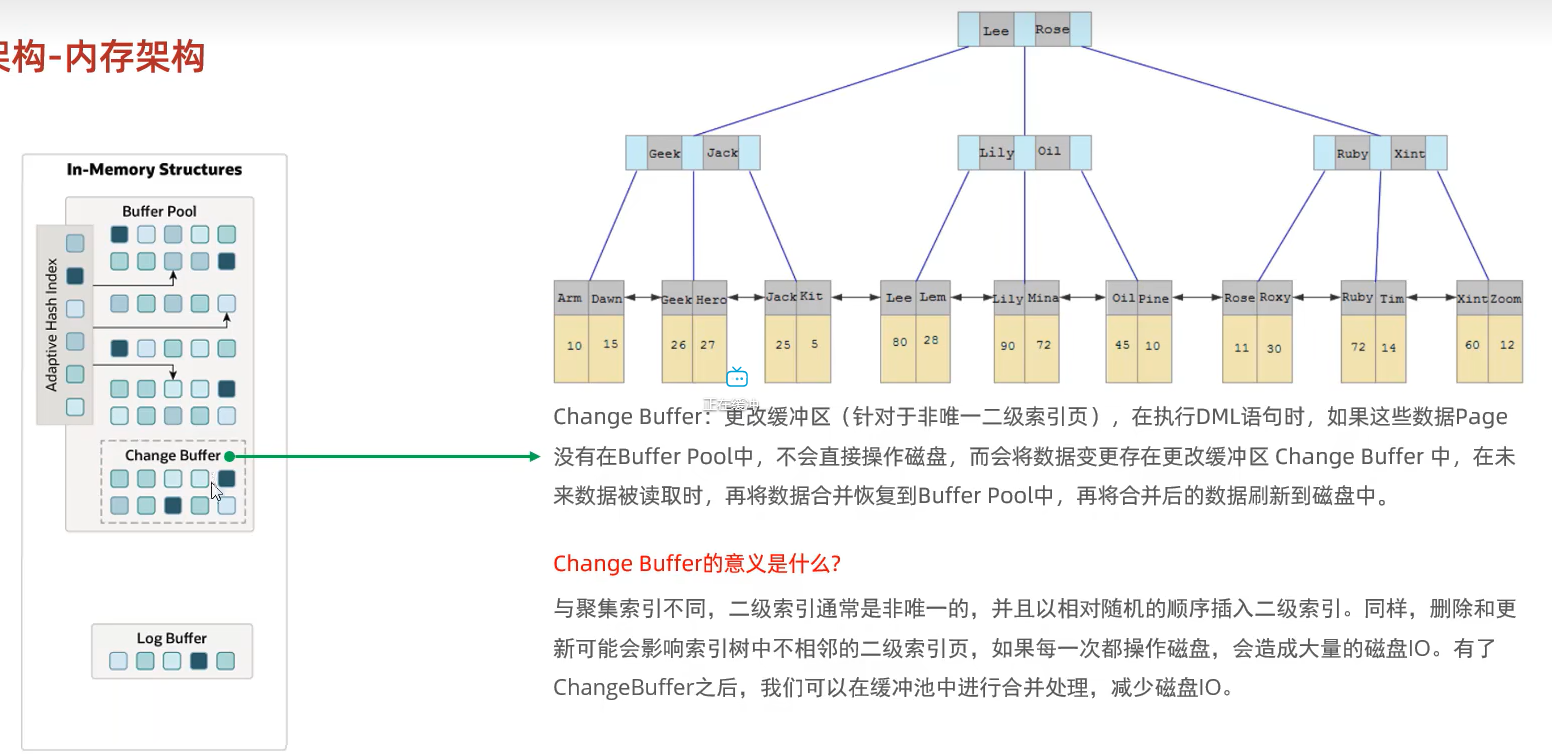 架构-内存架构
In-Memory Structures
Buffer Pool
Adaptive Hash Index
Change Buffer
Log Buffer
Lee Rose
Geek Jack
Lily Oil
Ruby Xint
Arm Dawn Geek Hero Jack Kit Lee Lem Lily Mina Oil Pine Rose Roxy Ruby Tim Xint Zoom
10 15 26 27 25 5 80 28 90 72 45 10 11 30 72 14 60 12
正在缓冲
Change Buffer：更改缓冲区（针对于非唯一二级索引页），在执行DML语句时，如果这些数据Page
没有在Buffer Pool中，不会直接操作磁盘，而会将数据变更存在更改缓冲区 Change Buffer 中，在未
来数据被读取时，再将数据合并恢复到Buffer Pool中，再将合并后的数据刷新到磁盘中。
Change Buffer的意义是什么?
与聚集索引不同，二级索引通常是非唯一的，并且以相对随机的顺序插入二级索引。同样，删除和更
新可能会影响索引树中不相邻的二级索引页，如果每一次都操作磁盘，会造成大量的磁盘IO。有了
ChangeBuffer之后，我们可以在缓冲池中进行合并处理，减少磁盘IO。